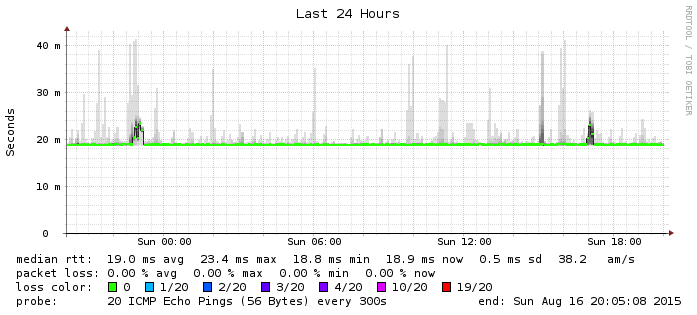 Last 24 Hours
RRDTOOL / TOBI OETIKER
Seconds
40 m
30 m
20 m
10 m
0
Sun 00:00 Sun 06:00 Sun 12:00 Sun 18:00
median rtt: 19.0 ms avg 23.4 ms max 18.8 ms min 18.9 ms now 0.5 ms sd 38.2 am/s
packet loss: 0.00 % avg 0.00 % max 0.00 % min 0.00 % now
loss color: 0 1/20 2/20 3/20 4/20 10/20 19/20
probe: 20 ICMP Echo Pings (56 Bytes) every 300s end: Sun Aug 16 20:05:08 2015